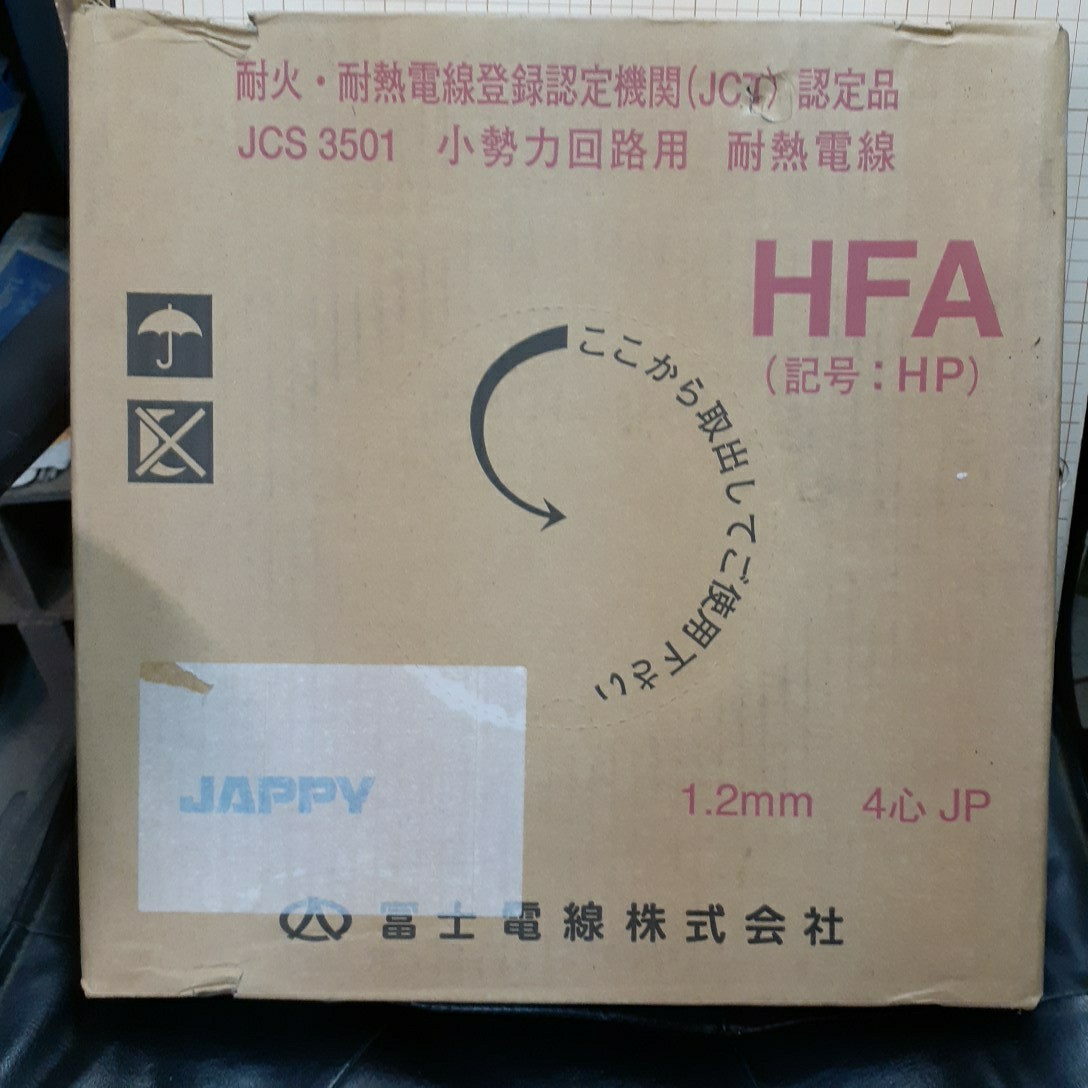 耐火・耐熱電線登録認定機関(JCT) 認定品
JCS 3501 小勢力回路用 耐熱電線
HFA
(記号:HP)
ここから取出してご使用下さい
JAPPY
1.2mm 4心 JP
冨士電線株式会社